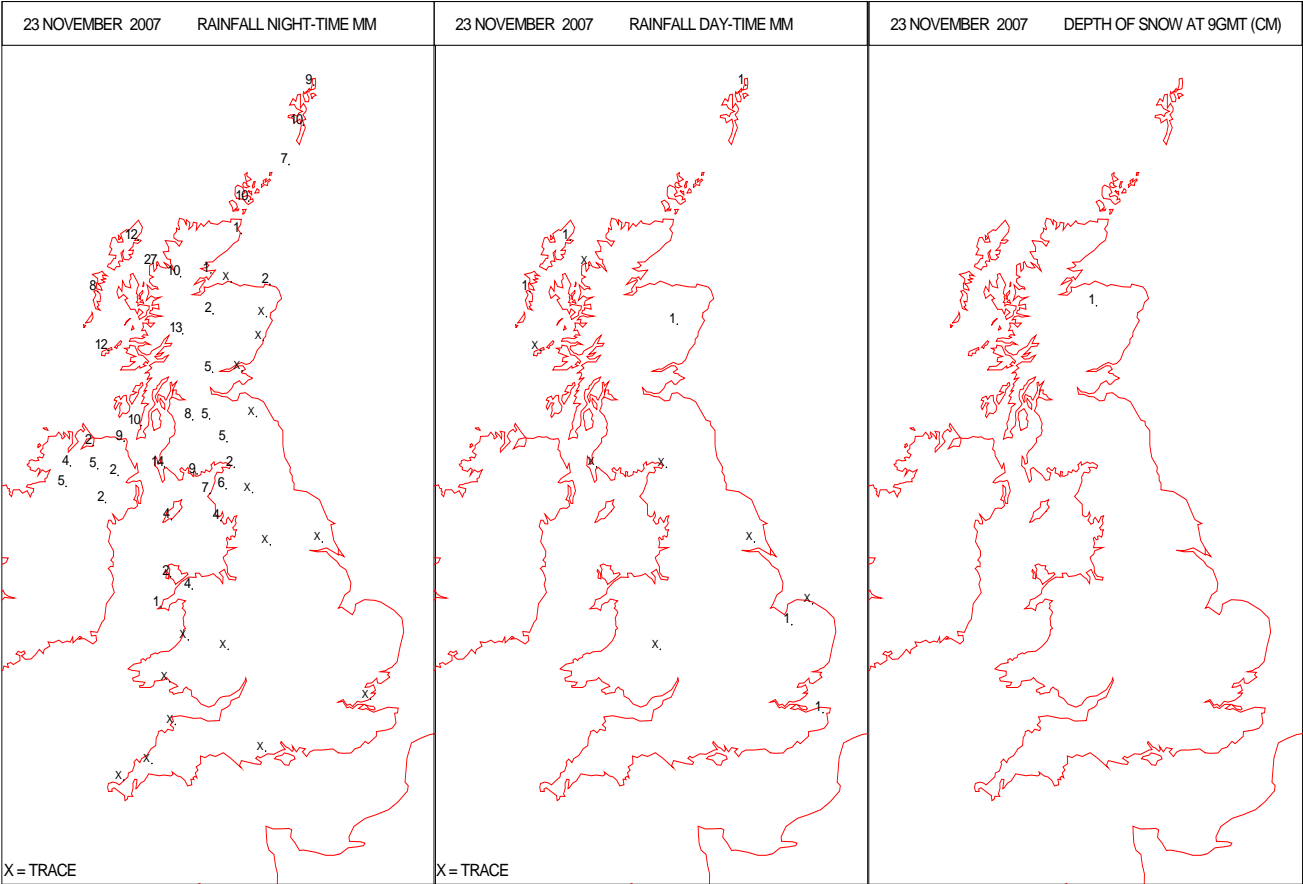 23 NOVEMBER 2007 RAINFALL NIGHT-TIME MM
9
10
7
10
1
12
27
10
1
X
2
8
2
X
13
X
12
5
X
10
8
5
X
2
9
5
4
5
2
14
9
2
5
2
7
6
X
4
4
X
X
2
4
1
X
X
X
X
X
X
X
X
X = TRACE
23 NOVEMBER 2007 RAINFALL DAY-TIME MM
1
1
X
1
1
X
X
X
X
X
1
X
1
X = TRACE
23 NOVEMBER 2007 DEPTH OF SNOW AT 9GMT (CM)
1